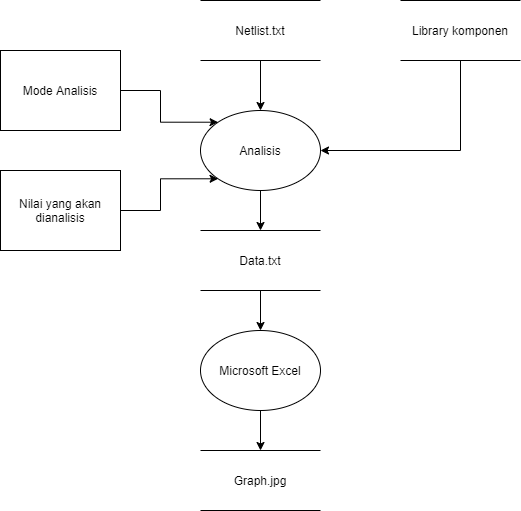 Netlist.txt
Library komponen
Mode Analisis
Analisis
Nilai yang akan
dianalisis
Data.txt
Microsoft Excel
Graph.jpg